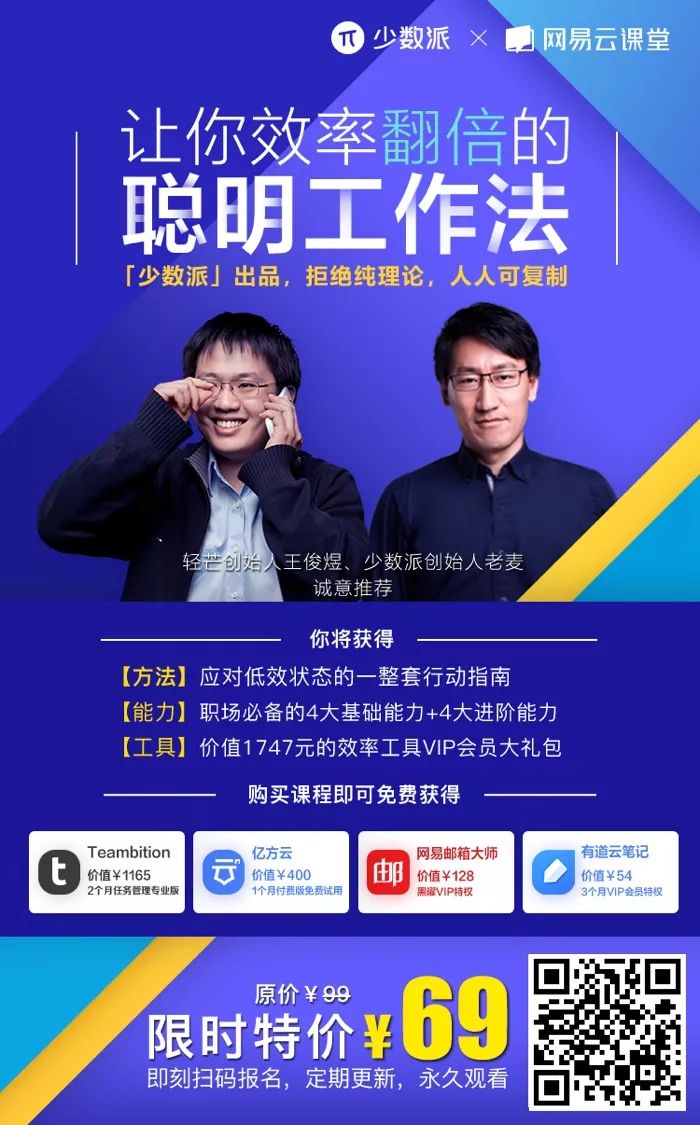 少数派 × 网易云课堂
让你效率翻倍的
聪明工作法
「少数派」出品，拒绝纯理论，人人可复制
轻芒创始人王俊煜、少数派创始人老麦
诚意推荐
你将获得
【方法】应对低效状态的一整套行动指南
【能力】职场必备的4大基础能力+4大进阶能力
【工具】价值1747元的效率工具VIP会员大礼包
购买课程即可免费获得
t
Teambition
价值￥1165
2个月任务管理专业版
亿方云
价值￥400
1个月付费版免费试用
邮
网易邮箱大师
价值￥128
黑曜VIP特权
有道云笔记
价值￥54
3个月VIP会员特权
原价￥99
限时特价￥69
即刻扫码报名，定期更新，永久观看